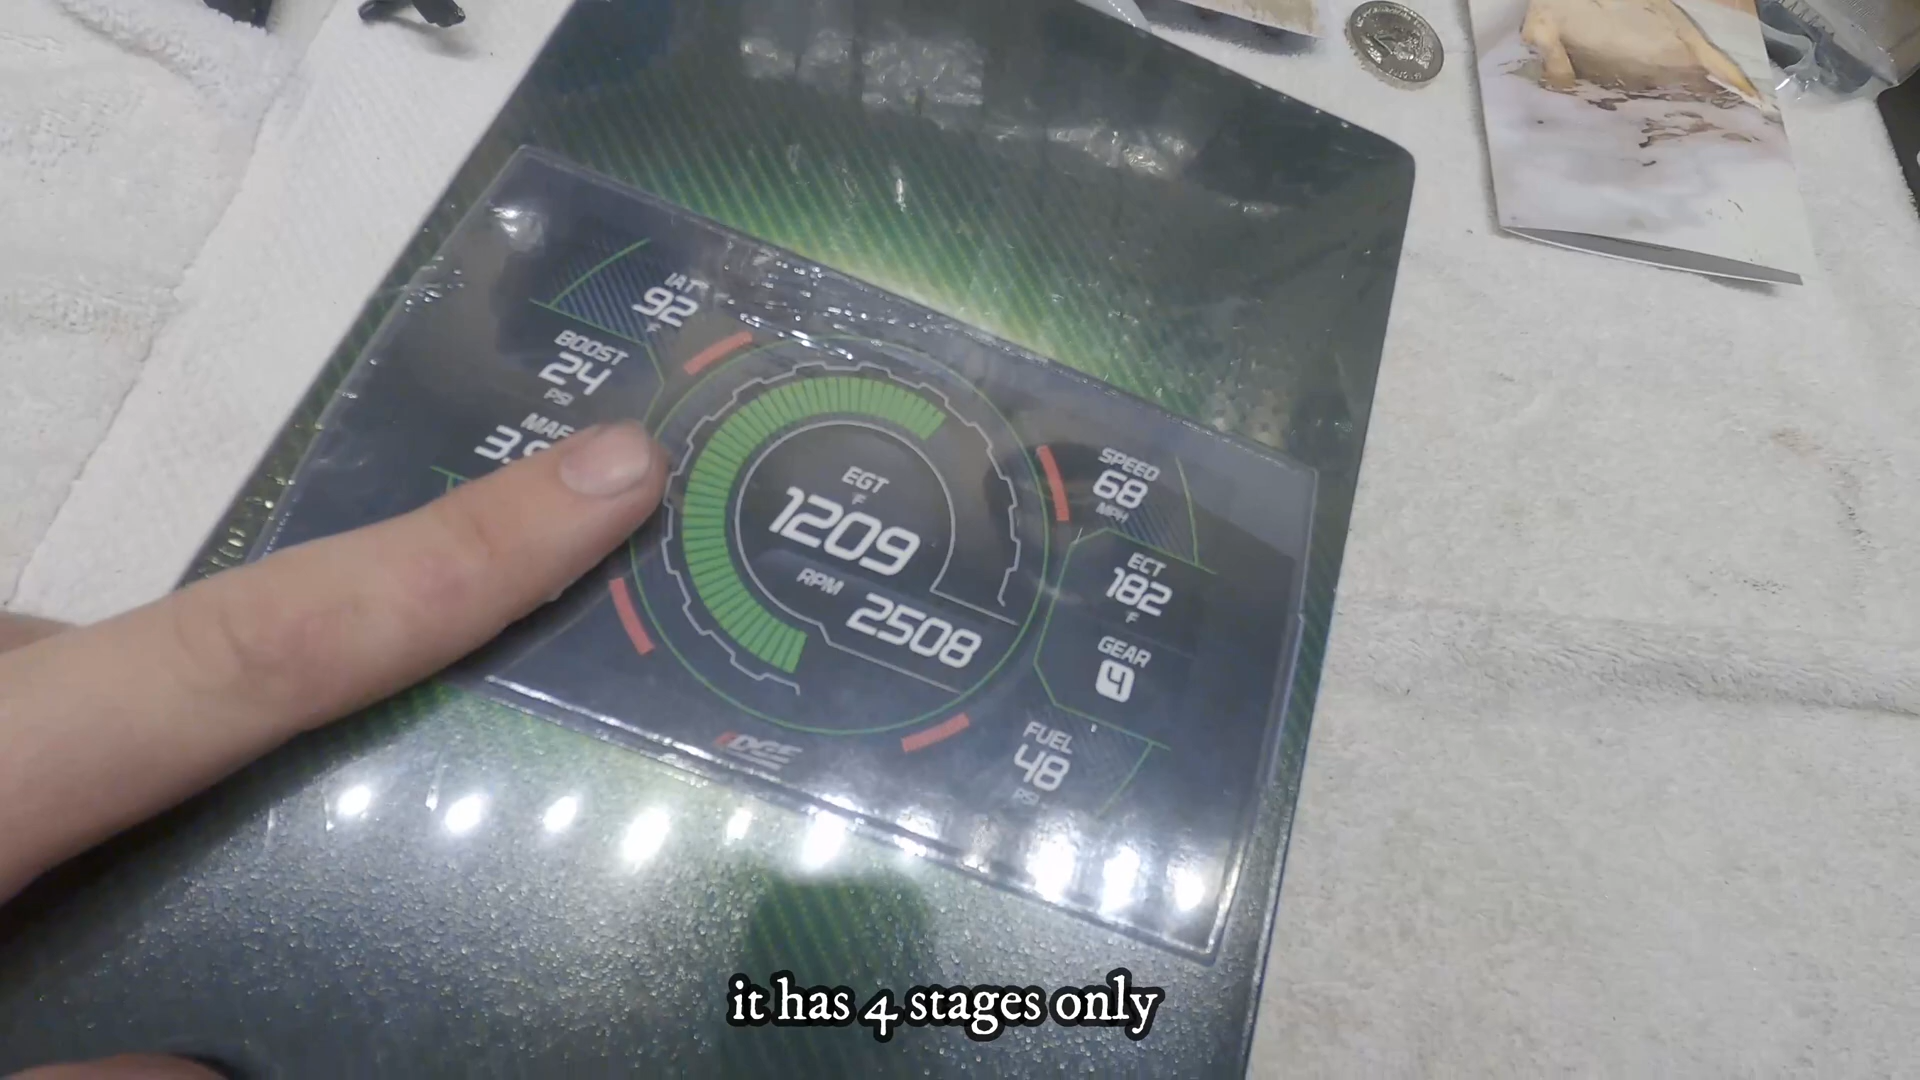 IAT
92
°F
BOOST
24
PSI
EGT
°F
1209
RPM
2508
SPEED
68
MPH
ECT
182
°F
GEAR
4
FUEL
48
PSI
EDGE
it has 4 stages only